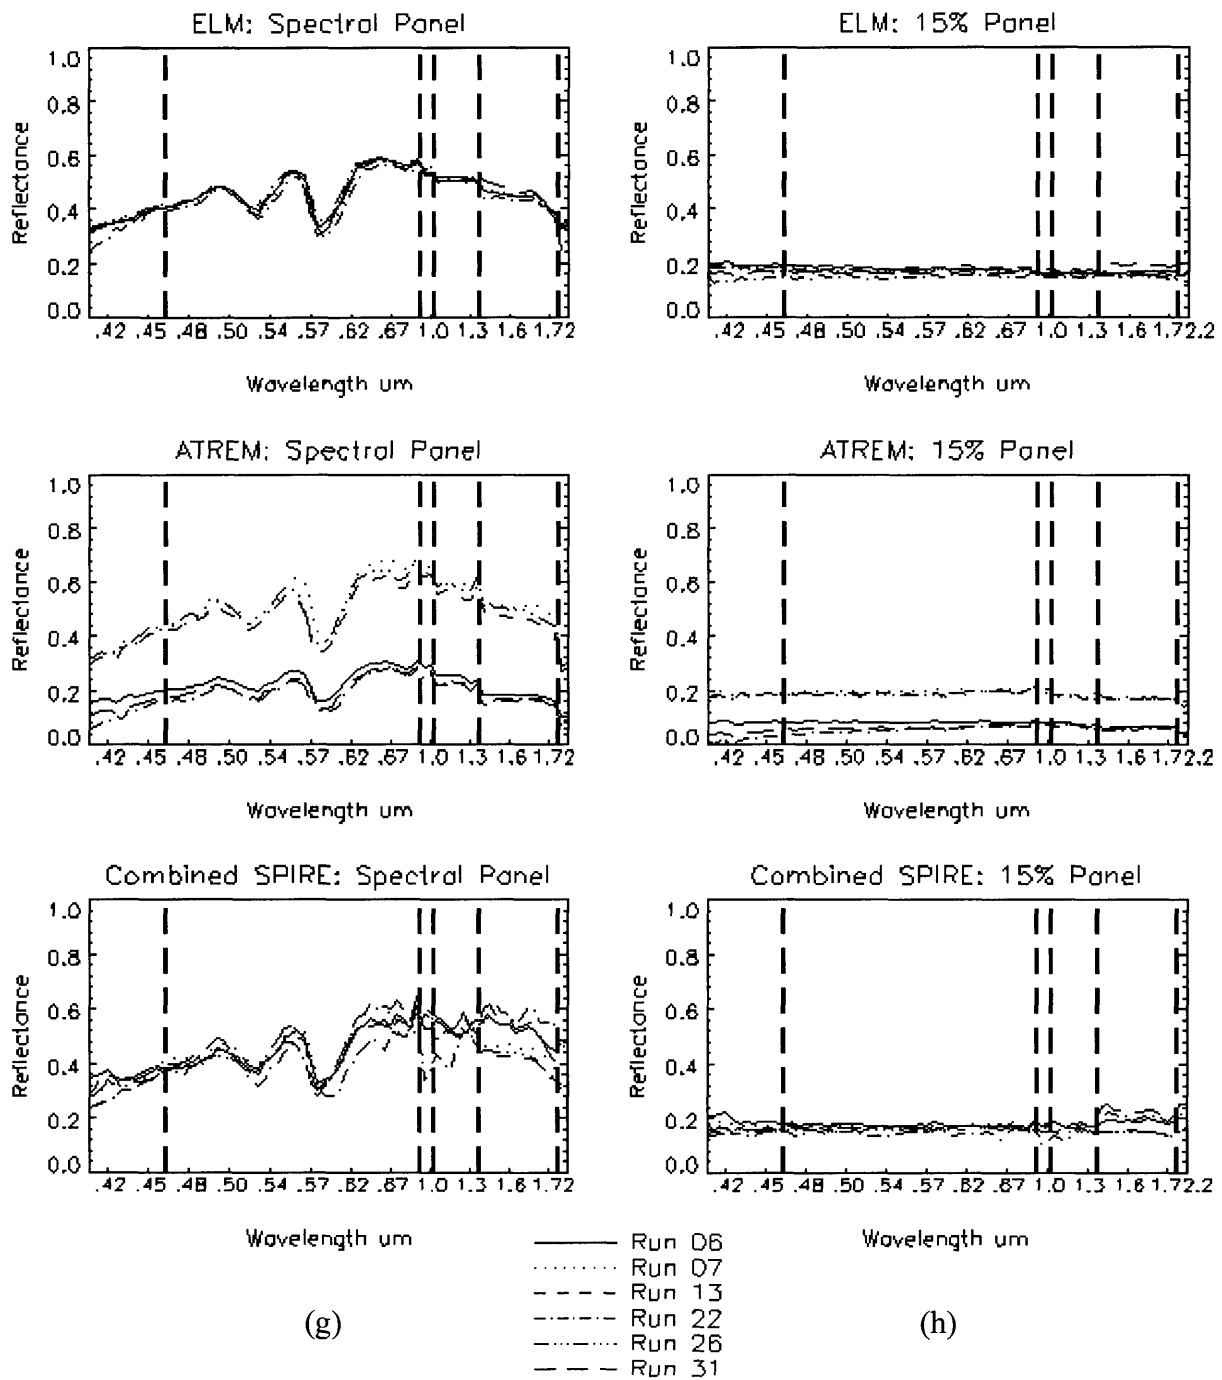 ELM: Spectral Panel
1.0
0.8
0.6
0.4
0.2
0.0
Reflectance
.42 .45 .48 .50 .54 .57 .62 .67 1.0 1.3 1.6 1.72
Wavelength um
ELM: 15% Panel
1.0
0.8
0.6
0.4
0.2
0.0
Reflectance
.42 .45 .48 .50 .54 .57 .62 .67 1.0 1.3 1.6 1.72.2
Wavelength um
ATREM: Spectral Panel
1.0
0.8
0.6
0.4
0.2
0.0
Reflectance
.42 .45 .48 .50 .54 .57 .62 .67 1.0 1.3 1.6 1.72
Wavelength um
ATREM: 15% Panel
1.0
0.8
0.6
0.4
0.2
0.0
Reflectance
.42 .45 .48 .50 .54 .57 .62 .67 1.0 1.3 1.6 1.72.2
Wavelength um
Combined SPIRE: Spectral Panel
1.0
0.8
0.6
0.4
0.2
0.0
Reflectance
.42 .45 .48 .50 .54 .57 .62 .67 1.0 1.3 1.6 1.72
Wavelength um
Combined SPIRE: 15% Panel
1.0
0.8
0.6
0.4
0.2
0.0
Reflectance
.42 .45 .48 .50 .54 .57 .62 .67 1.0 1.3 1.6 1.72.2
Wavelength um
Run 06
Run 07
Run 13
Run 22
Run 26
Run 31
(g)
(h)